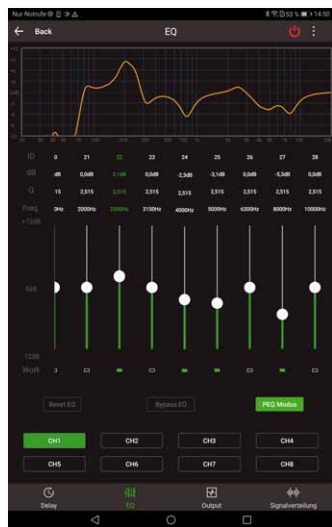 Nur Notrufe
53 % 14:50
Back EQ
ID 0 21 22 23 24 25 26 27 28
dB dB 0,0dB 2,1dB 0,0dB -2,3dB -3,1dB 0,0dB -5,3dB 0,0dB
Q 15 2,515 2,515 2,515 2,515 2,515 2,515 2,515 2,515
Freq. 0Hz 2000Hz 2500Hz 3150Hz 4000Hz 5000Hz 6300Hz 8000Hz 10000Hz
+12dB
0dB
-12dB
Work
Reset EQ Bypass EQ PEQ Modus
CH1 CH2 CH3 CH4
CH5 CH6 CH7 CH8
Delay EQ Output Signalverteilung